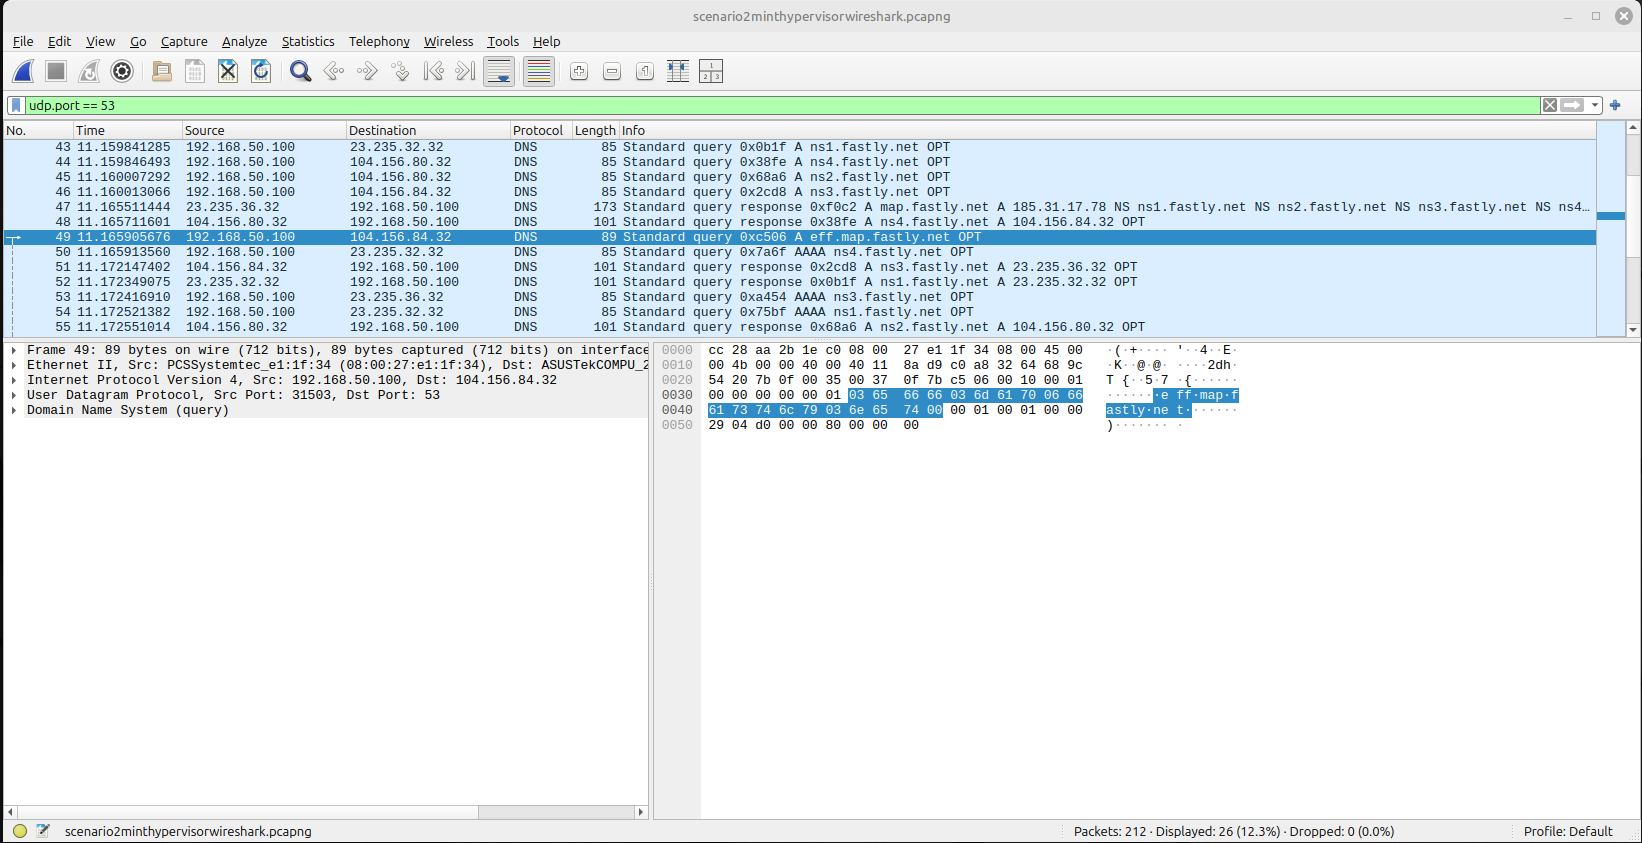 scenario2minthypervisorwireshark.pcapng
File Edit View Go Capture Analyze Statistics Telephony Wireless Tools Help
udp.port == 53
No. Time Source Destination Protocol Length Info
43 11.159841285 192.168.50.100 23.235.32.32 DNS 85 Standard query 0x0b1f A ns1.fastly.net OPT
44 11.159846493 192.168.50.100 104.156.80.32 DNS 85 Standard query 0x38fe A ns4.fastly.net OPT
45 11.160007292 192.168.50.100 104.156.80.32 DNS 85 Standard query 0x68a6 A ns2.fastly.net OPT
46 11.160013066 192.168.50.100 104.156.84.32 DNS 85 Standard query 0x2cd8 A ns3.fastly.net OPT
47 11.165511444 23.235.36.32 192.168.50.100 DNS 173 Standard query response 0xf0c2 A map.fastly.net A 185.31.17.78 NS ns1.fastly.net NS ns2.fastly.net NS ns3.fastly.net NS ns4…
48 11.165711601 104.156.80.32 192.168.50.100 DNS 101 Standard query response 0x38fe A ns4.fastly.net A 104.156.84.32 OPT
49 11.165905676 192.168.50.100 104.156.84.32 DNS 89 Standard query 0xc506 A eff.map.fastly.net OPT
50 11.165913560 192.168.50.100 23.235.32.32 DNS 85 Standard query 0x7a6f AAAA ns4.fastly.net OPT
51 11.172147402 104.156.84.32 192.168.50.100 DNS 101 Standard query response 0x2cd8 A ns3.fastly.net A 23.235.36.32 OPT
52 11.172349075 23.235.32.32 192.168.50.100 DNS 101 Standard query response 0x0b1f A ns1.fastly.net A 23.235.32.32 OPT
53 11.172416910 192.168.50.100 23.235.36.32 DNS 85 Standard query 0xa454 AAAA ns3.fastly.net OPT
54 11.172521382 192.168.50.100 23.235.32.32 DNS 85 Standard query 0x75bf AAAA ns1.fastly.net OPT
55 11.172551014 104.156.80.32 192.168.50.100 DNS 101 Standard query response 0x68a6 A ns2.fastly.net A 104.156.80.32 OPT
Frame 49: 89 bytes on wire (712 bits), 89 bytes captured (712 bits) on interface
Ethernet II, Src: PCSSystemtec_e1:1f:34 (08:00:27:e1:1f:34), Dst: ASUSTekCOMPU_2
Internet Protocol Version 4, Src: 192.168.50.100, Dst: 104.156.84.32
User Datagram Protocol, Src Port: 31503, Dst Port: 53
Domain Name System (query)
0000 cc 28 aa 2b 1e c0 08 00 27 e1 1f 34 08 00 45 00 ·(·+···· '··4··E·
0010 00 4b 00 00 40 00 40 11 8a d9 c0 a8 32 64 68 9c ·K··@·@· ····2dh·
0020 54 20 7b 0f 00 35 00 37 0f 7b c5 06 00 10 00 01 T {··5·7 ·{······
0030 00 00 00 00 00 01 03 65 66 66 03 6d 61 70 06 66 ·······e ff·map·f
0040 61 73 74 6c 79 03 6e 65 74 00 00 01 00 01 00 00 astly·ne t·······
0050 29 04 d0 00 00 80 00 00 00 )······· ·
scenario2minthypervisorwireshark.pcapng
Packets: 212 · Displayed: 26 (12.3%) · Dropped: 0 (0.0%)
Profile: Default